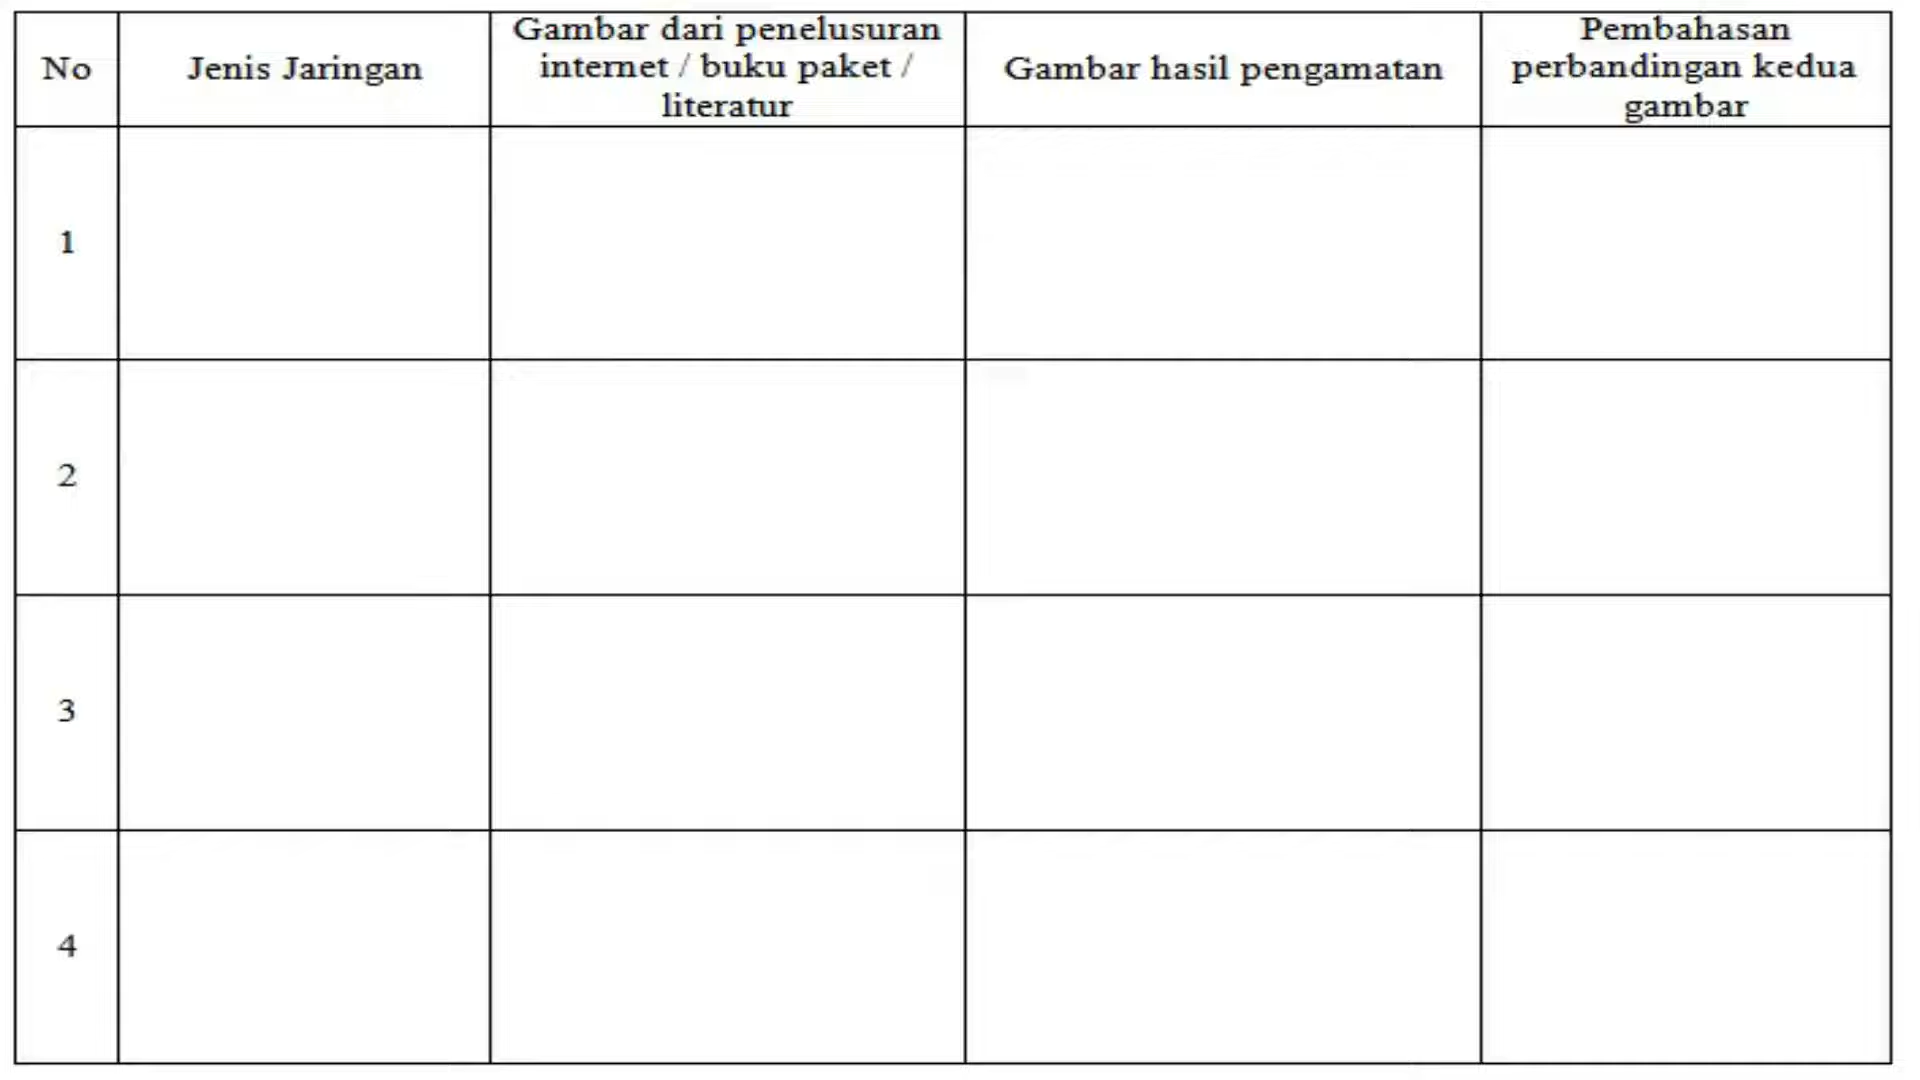 No
Jenis Jaringan
Gambar dari penelusuran
internet / buku paket /
literatur
Gambar hasil pengamatan
Pembahasan
perbandingan kedua
gambar
1
2
3
4